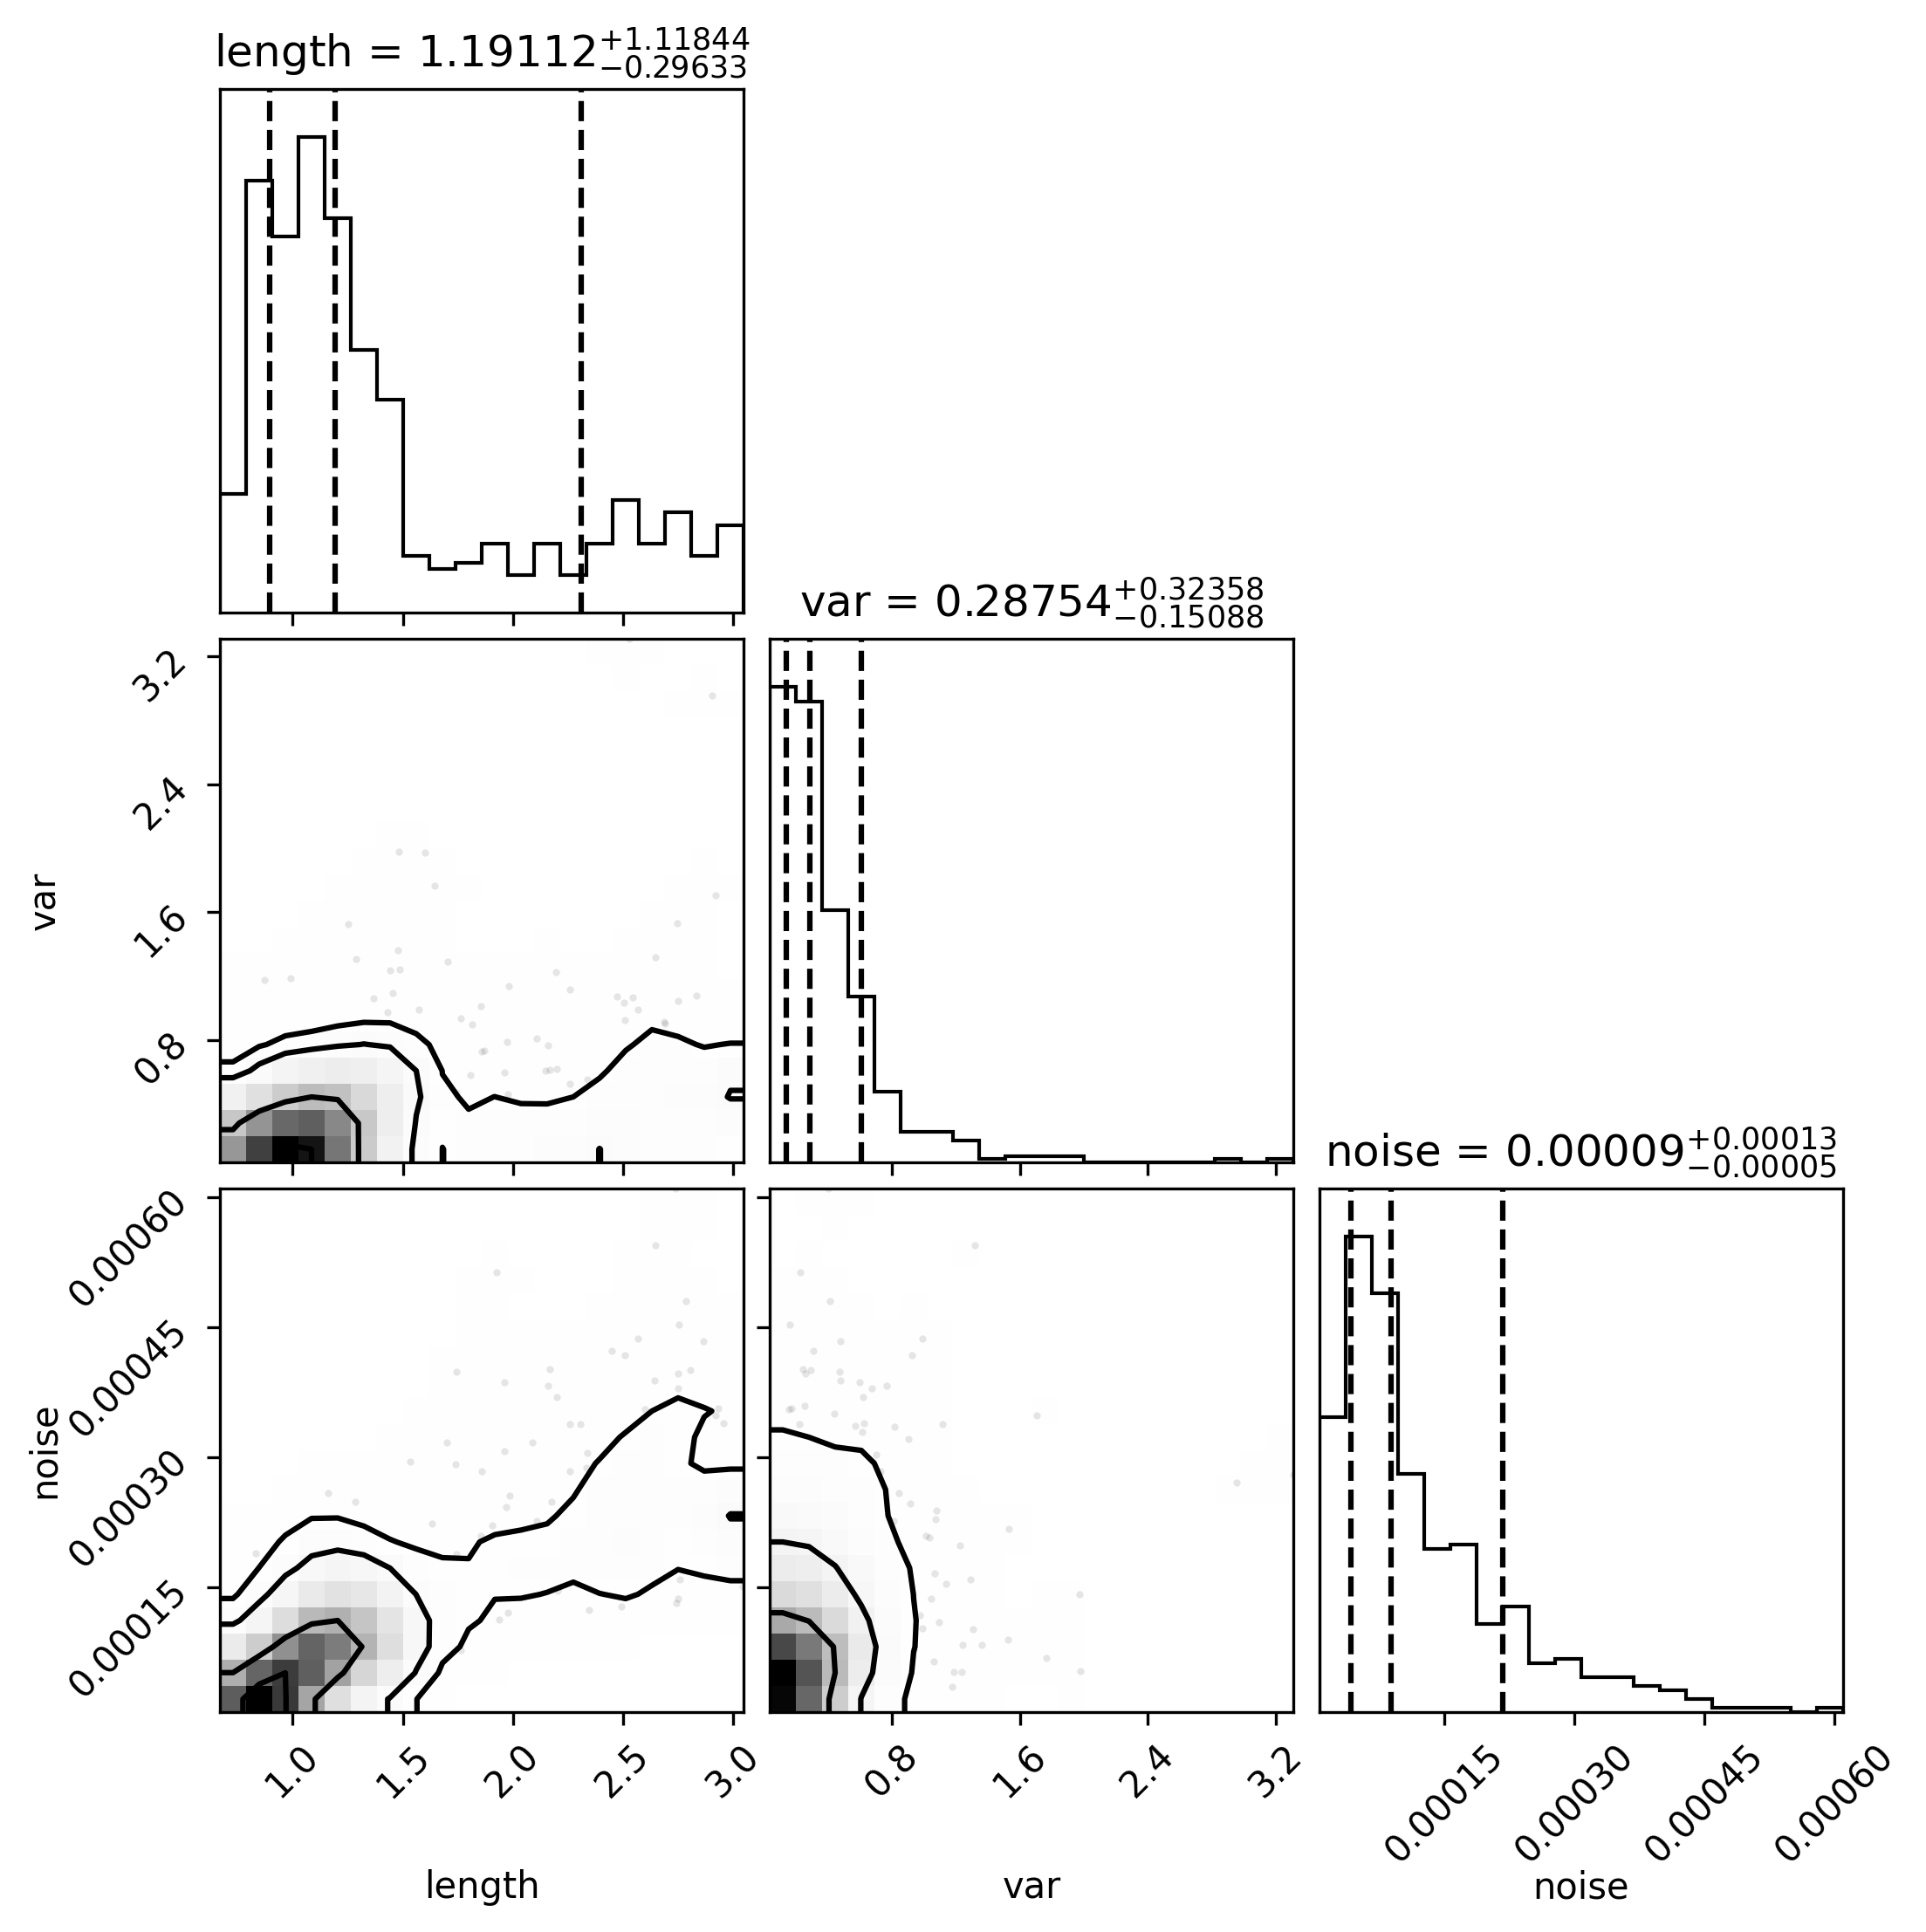 length = 1.19112+1.11844−0.29633
var = 0.28754+0.32358−0.15088
3.2
2.4
1.6
0.8
var
noise = 0.00009+0.00013−0.00005
0.00060
0.00045
0.00030
0.00015
noise
1.0 1.5 2.0 2.5 3.0
0.8 1.6 2.4 3.2
0.00015 0.00030 0.00045 0.00060
length var noise